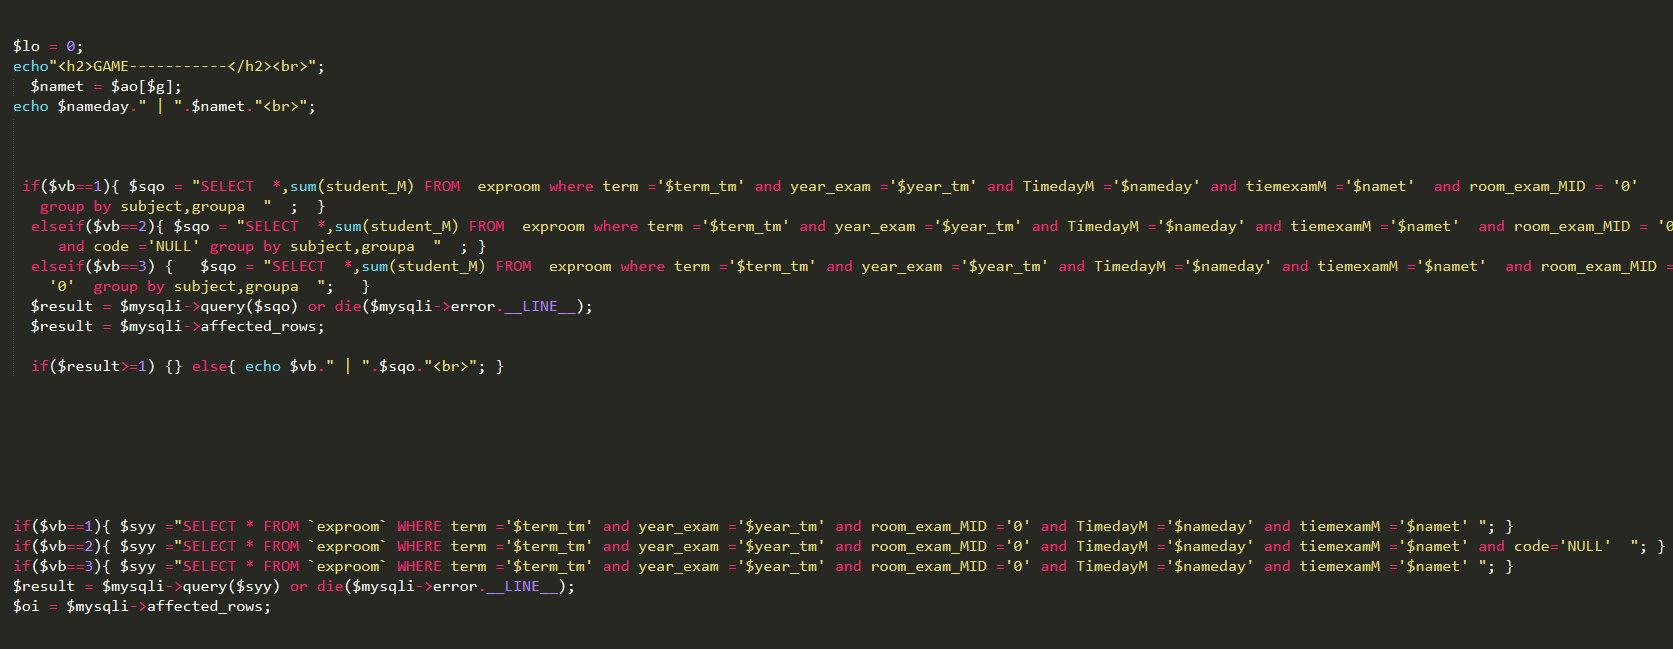 $lo = 0;
echo"<h2>GAME-----------</h2><br>";
$namet = $ao[$g];
echo $nameday." | ".$namet."<br>";
if($vb==1){ $sqo = "SELECT  *,sum(student_M) FROM  exproom where term ='$term_tm' and year_exam ='$year_tm' and TimedayM ='$nameday' and tiemexamM ='$namet'  and room_exam_MID = '0'
group by subject,groupa  "  ;  }
elseif($vb==2){ $sqo = "SELECT  *,sum(student_M) FROM  exproom where term ='$term_tm' and year_exam ='$year_tm' and TimedayM ='$nameday' and tiemexamM ='$namet'  and room_exam_MID = '0
and code ='NULL' group by subject,groupa  "  ; }
elseif($vb==3) {   $sqo = "SELECT  *,sum(student_M) FROM  exproom where term ='$term_tm' and year_exam ='$year_tm' and TimedayM ='$nameday' and tiemexamM ='$namet'  and room_exam_MID =
'0'  group by subject,groupa  ";   }
$result = $mysqli->query($sqo) or die($mysqli->error.__LINE__);
$result = $mysqli->affected_rows;
if($result>=1) {} else{ echo $vb." | ".$sqo."<br>"; }
if($vb==1){ $syy ="SELECT * FROM `exproom` WHERE term ='$term_tm' and year_exam ='$year_tm' and room_exam_MID ='0' and TimedayM ='$nameday' and tiemexamM ='$namet' "; }
if($vb==2){ $syy ="SELECT * FROM `exproom` WHERE term ='$term_tm' and year_exam ='$year_tm' and room_exam_MID ='0' and TimedayM ='$nameday' and tiemexamM ='$namet' and code='NULL'  "; }
if($vb==3){ $syy ="SELECT * FROM `exproom` WHERE term ='$term_tm' and year_exam ='$year_tm' and room_exam_MID ='0' and TimedayM ='$nameday' and tiemexamM ='$namet' "; }
$result = $mysqli->query($syy) or die($mysqli->error.__LINE__);
$oi = $mysqli->affected_rows;